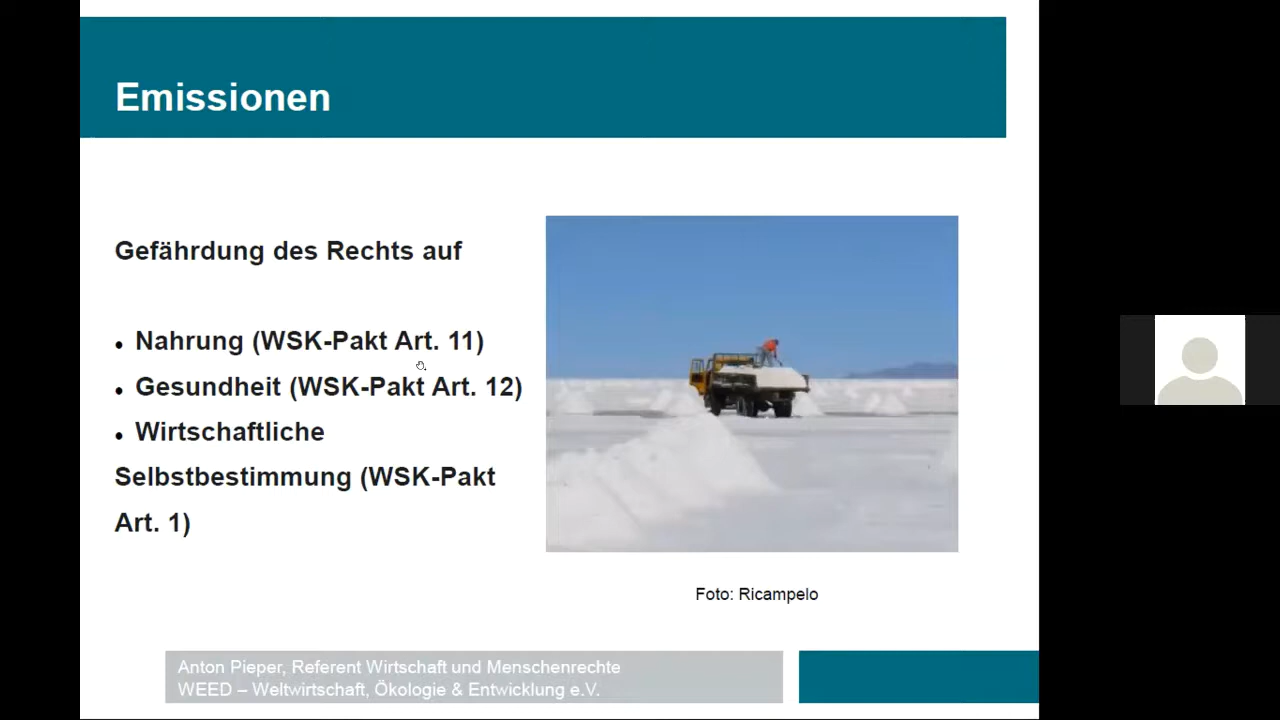 Emissionen
Gefährdung des Rechts auf
• Nahrung (WSK-Pakt Art. 11)
• Gesundheit (WSK-Pakt Art. 12)
• Wirtschaftliche
Selbstbestimmung (WSK-Pakt
Art. 1)
Foto: Ricampelo
Anton Pieper, Referent Wirtschaft und Menschenrechte
WEED – Weltwirtschaft, Ökologie & Entwicklung e.V.